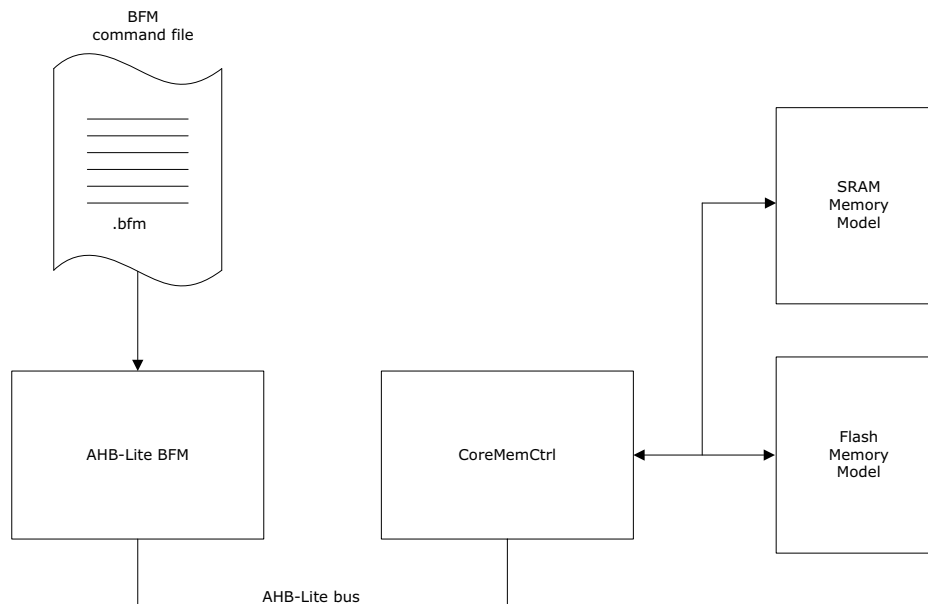 BFM
command file
.bfm
SRAM
Memory
Model
AHB-Lite BFM
CoreMemCtrl
Flash
Memory
Model
AHB-Lite bus